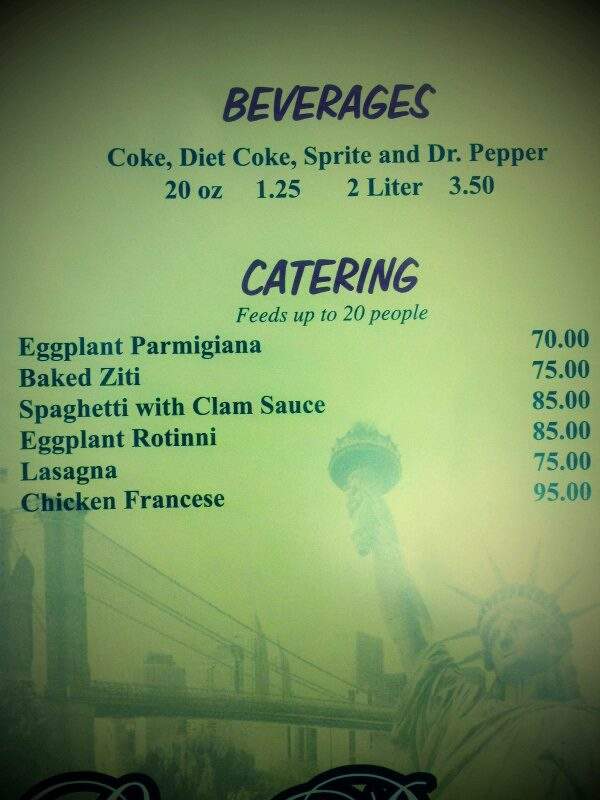 BEVERAGES
Coke, Diet Coke, Sprite and Dr. Pepper
20 oz 1.25 2 Liter 3.50
CATERING
Feeds up to 20 people
Eggplant Parmigiana 70.00
Baked Ziti 75.00
Spaghetti with Clam Sauce 85.00
Eggplant Rotinni 85.00
Lasagna 75.00
Chicken Francese 95.00